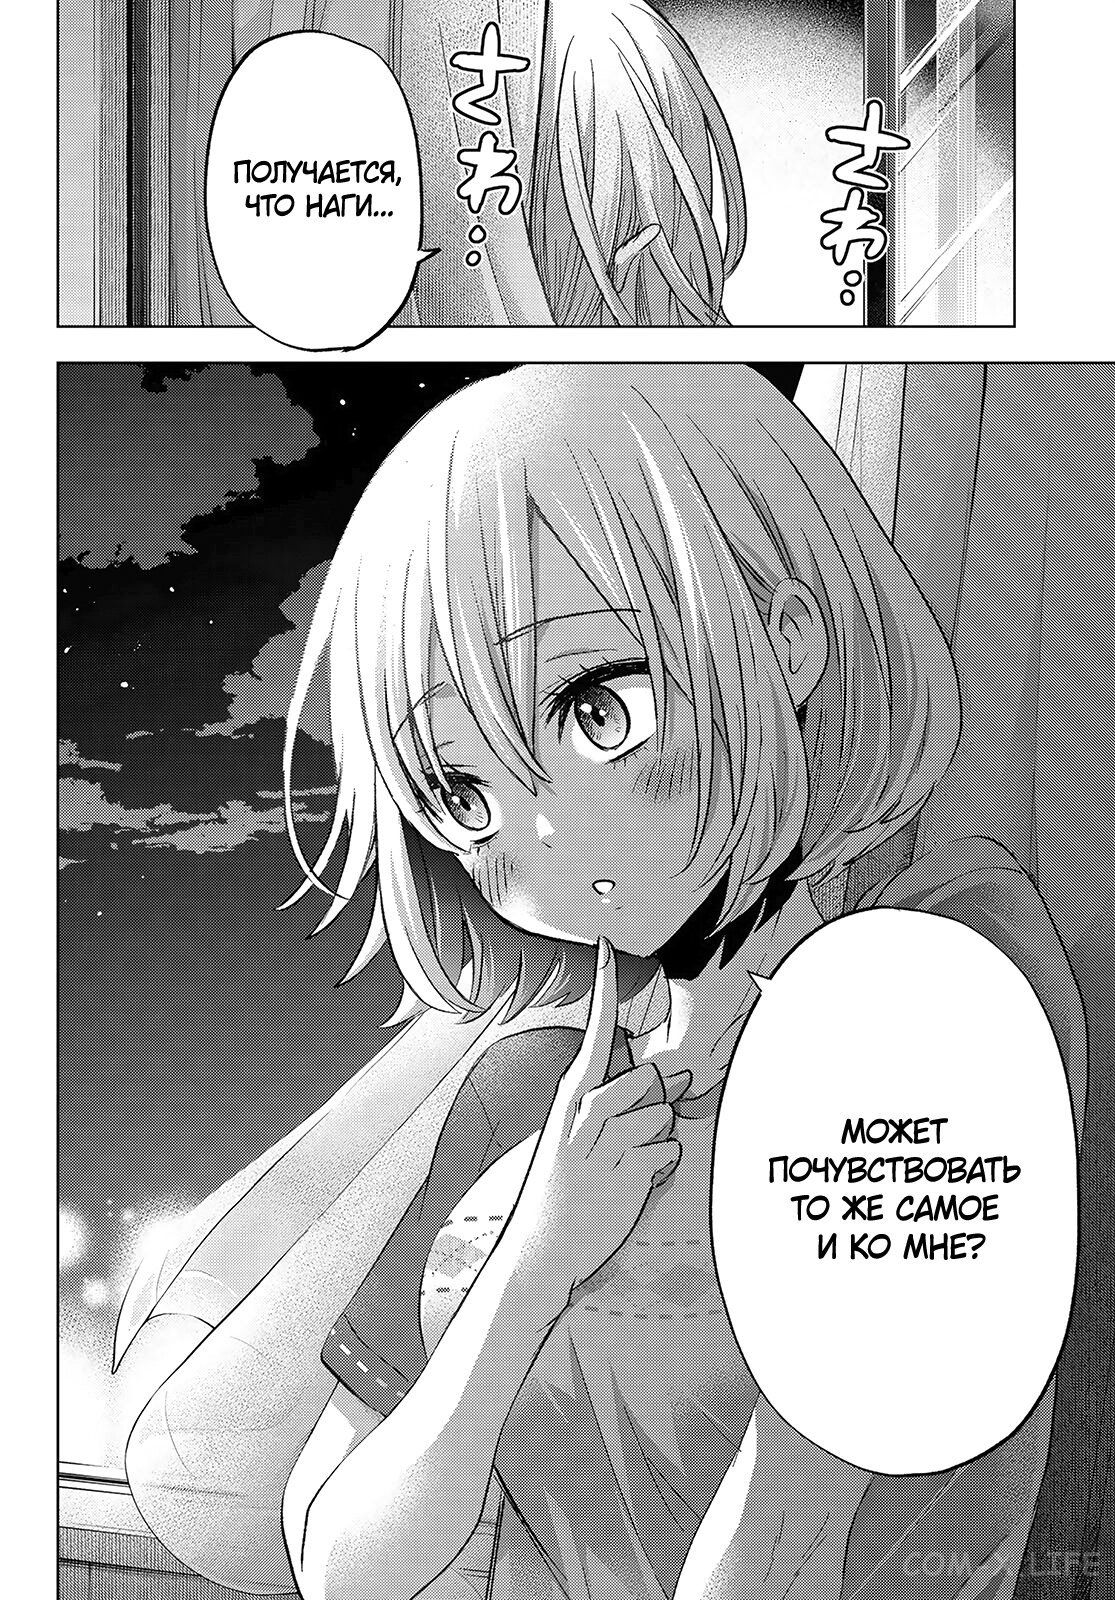 ПОЛУЧАЕТСЯ,
ЧТО НАГИ...
さわ...
さわ...
МОЖЕТ
ПОЧУВСТВОВАТЬ
ТО ЖЕ САМОЕ
И КО МНЕ?